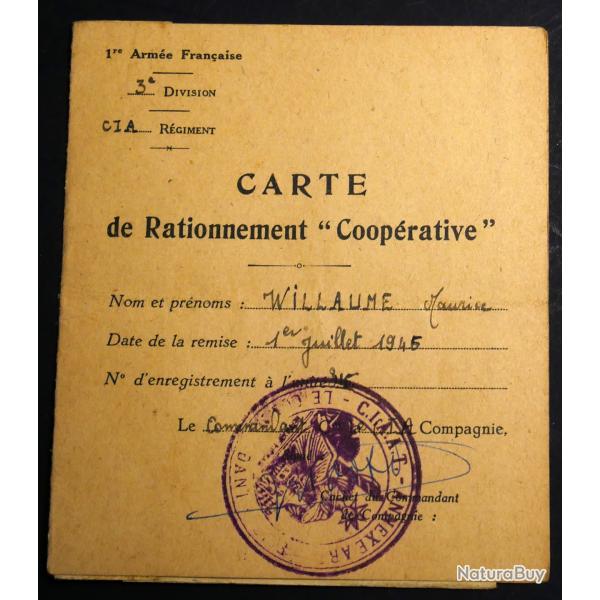 1re Armée Française
3e DIVISION
CIA RÉGIMENT
CARTE
de Rationnement "Coopérative"
Nom et prénoms : WILLAUME Maurice
Date de la remise : 1er Juillet 1945
N° d'enregistrement à l'unité
Le Commandant de la CIA Compagnie,
Cachet du Commandant
de Compagnie :
NaturaBuy